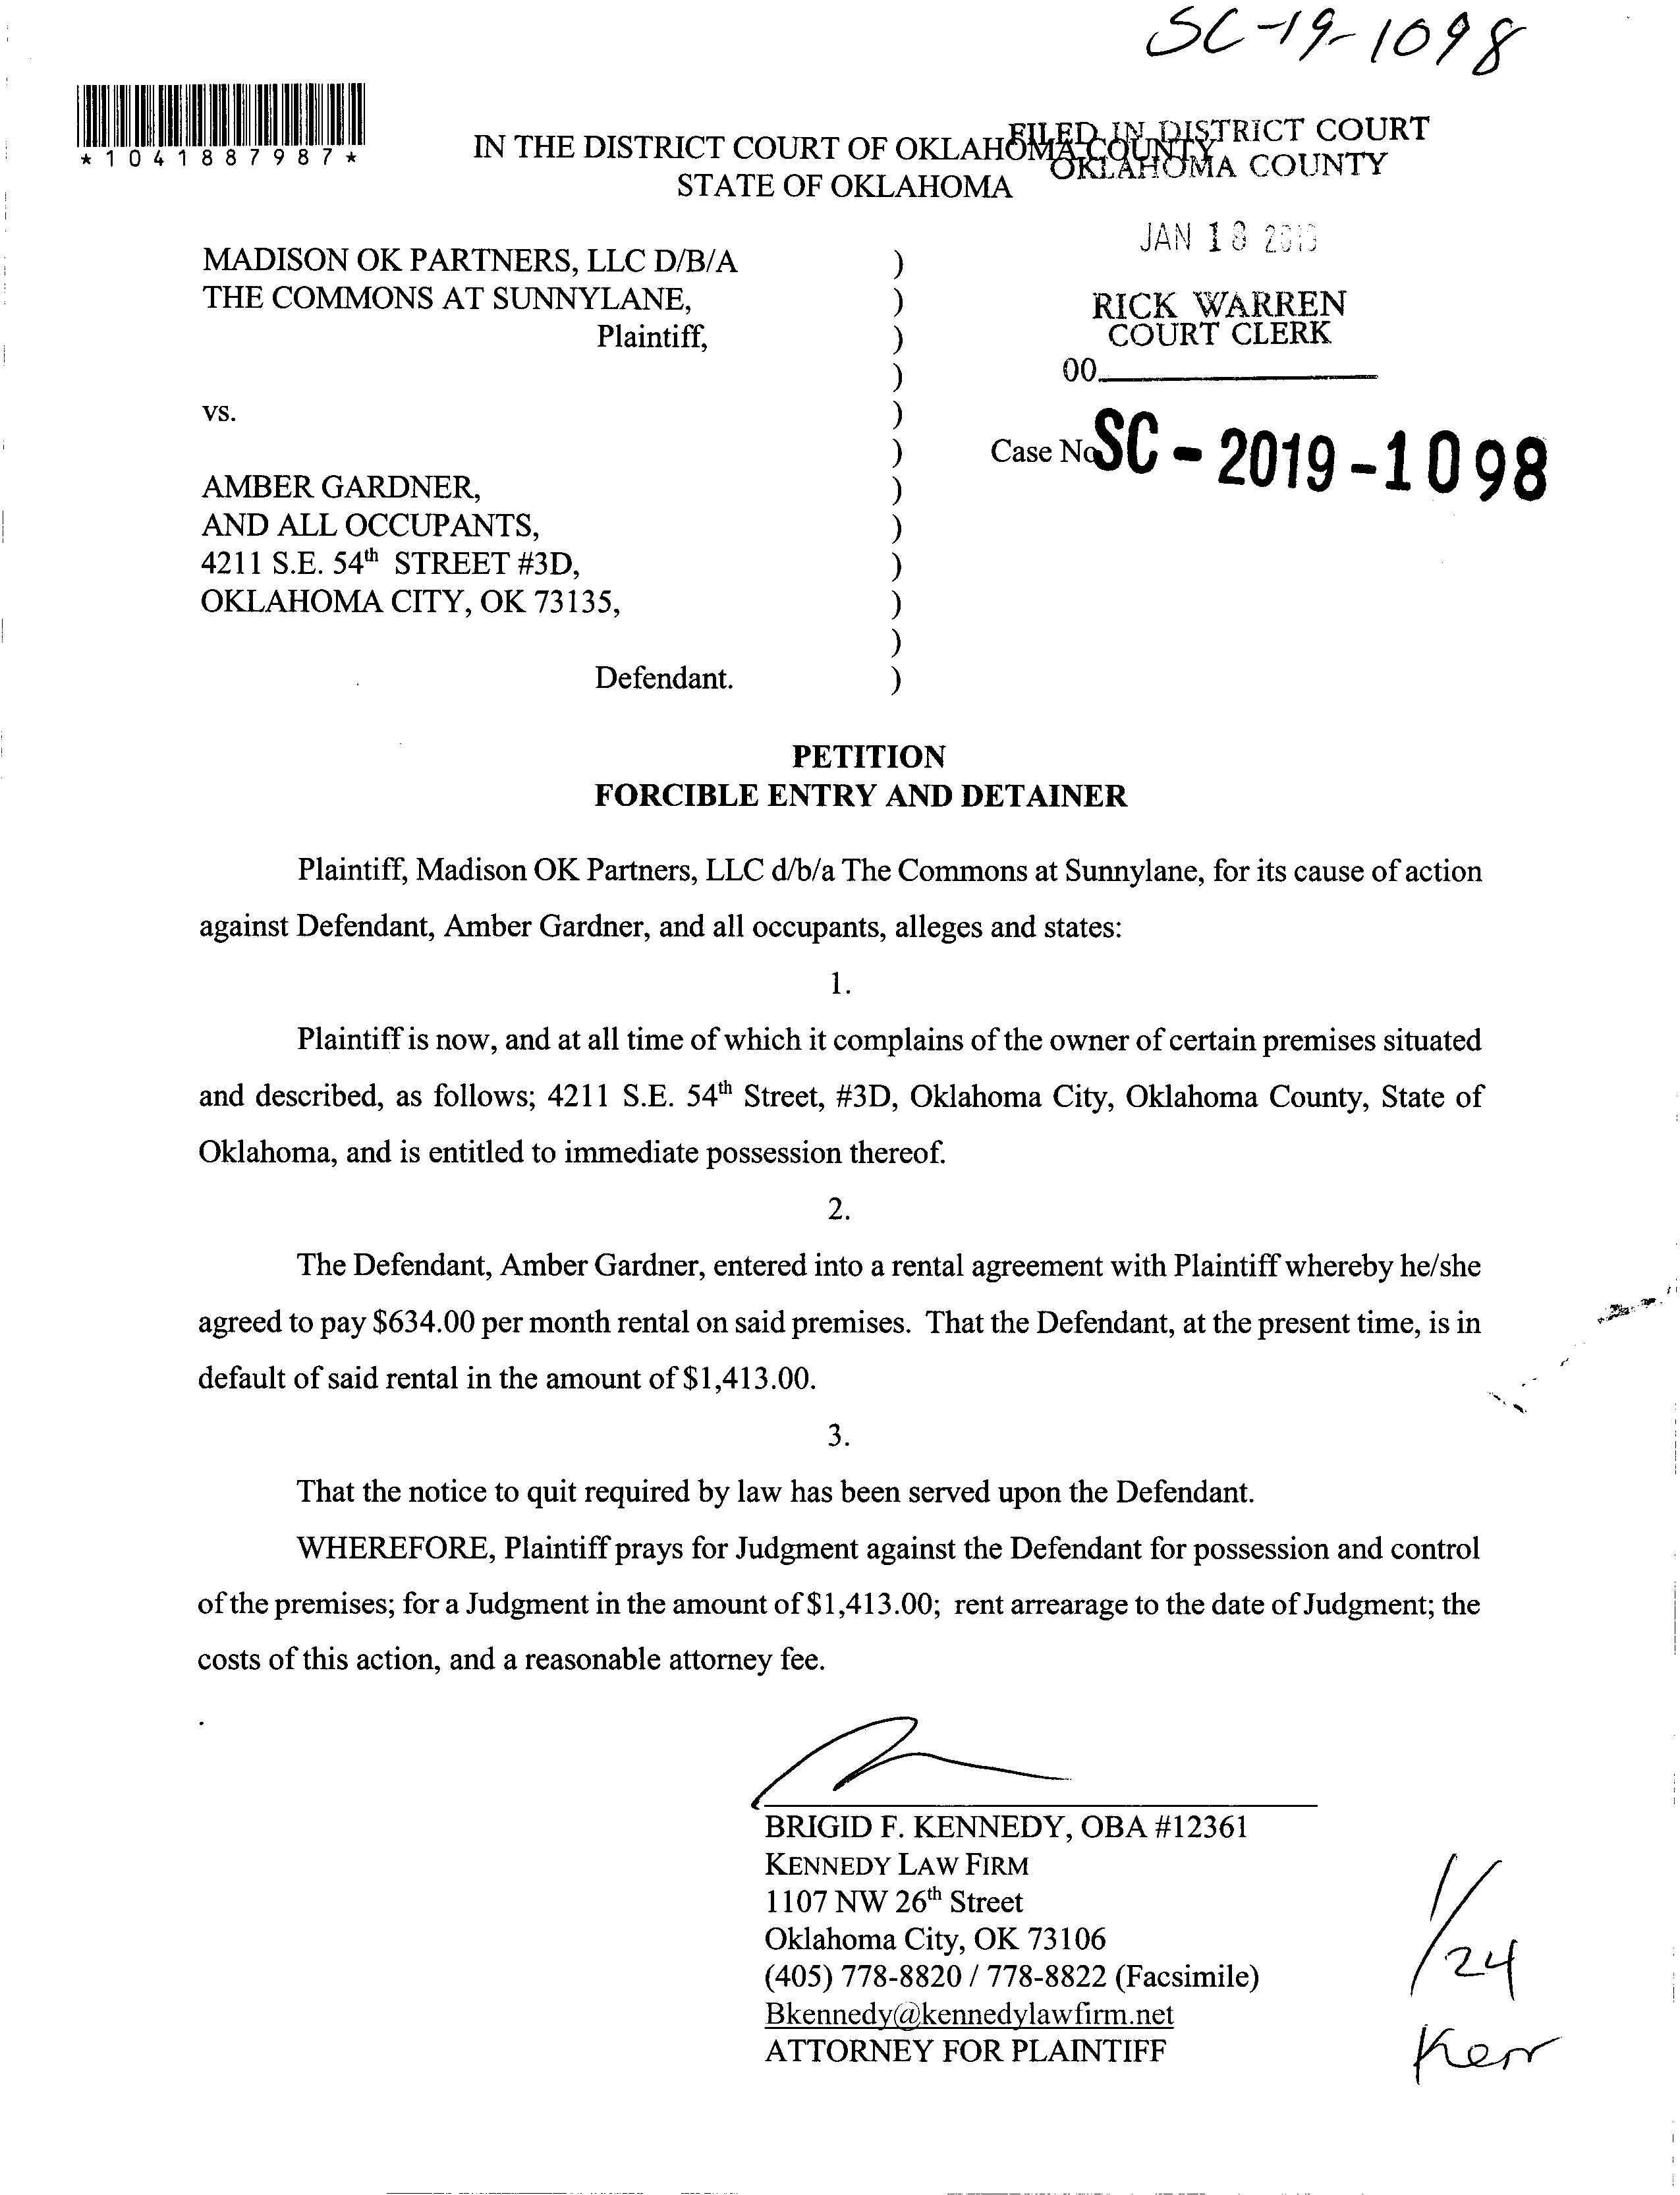 SC-19-1098
*1041887987*
IN THE DISTRICT COURT OF OKLAHOMA COUNTY
STATE OF OKLAHOMA
FILED IN DISTRICT COURT
OKLAHOMA COUNTY
JAN 18 2019
RICK WARREN
COURT CLERK
00
MADISON OK PARTNERS, LLC D/B/A )
THE COMMONS AT SUNNYLANE, )
Plaintiff, )
)
vs. )
) Case No. SC-2019-1098
AMBER GARDNER, )
AND ALL OCCUPANTS, )
4211 S.E. 54th STREET #3D, )
OKLAHOMA CITY, OK 73135, )
)
Defendant. )
PETITION
FORCIBLE ENTRY AND DETAINER
Plaintiff, Madison OK Partners, LLC d/b/a The Commons at Sunnylane, for its cause of action
against Defendant, Amber Gardner, and all occupants, alleges and states:
1.
Plaintiff is now, and at all time of which it complains of the owner of certain premises situated
and described, as follows; 4211 S.E. 54th Street, #3D, Oklahoma City, Oklahoma County, State of
Oklahoma, and is entitled to immediate possession thereof.
2.
The Defendant, Amber Gardner, entered into a rental agreement with Plaintiff whereby he/she
agreed to pay $634.00 per month rental on said premises. That the Defendant, at the present time, is in
default of said rental in the amount of $1,413.00.
3.
That the notice to quit required by law has been served upon the Defendant.
WHEREFORE, Plaintiff prays for Judgment against the Defendant for possession and control
of the premises; for a Judgment in the amount of $1,413.00; rent arrearage to the date of Judgment; the
costs of this action, and a reasonable attorney fee.
BRIGID F. KENNEDY, OBA #12361
KENNEDY LAW FIRM
1107 NW 26th Street
Oklahoma City, OK 73106
(405) 778-8820 / 778-8822 (Facsimile)
Bkennedy@kennedylawfirm.net
ATTORNEY FOR PLAINTIFF
1/24
Kerr